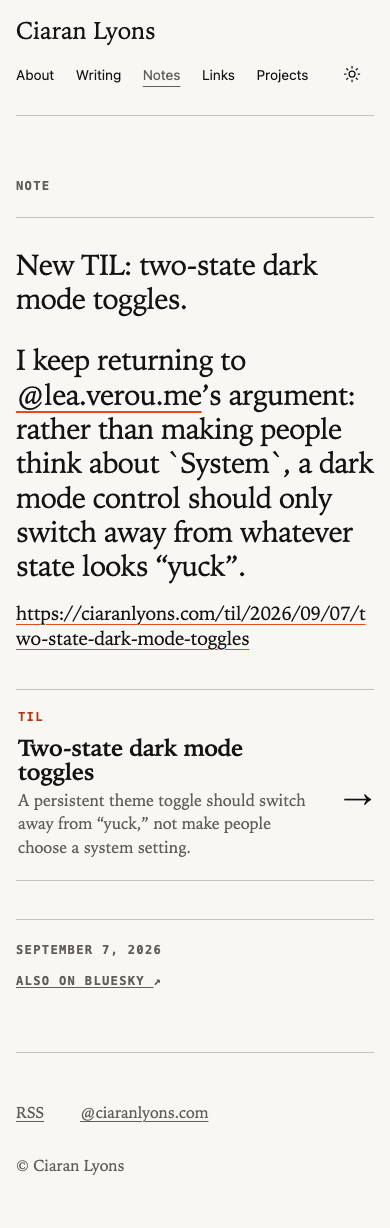 Ciaran Lyons
About Writing Notes Links Projects
NOTE
New TIL: two-state dark
mode toggles.
I keep returning to
@lea.verou.me’s argument:
rather than making people
think about `System`, a dark
mode control should only
switch away from whatever
state looks “yuck”.
https://ciaranlyons.com/til/2026/09/07/t
wo-state-dark-mode-toggles
TIL
Two-state dark mode
toggles
A persistent theme toggle should switch
away from “yuck,” not make people
choose a system setting.
→
SEPTEMBER 7, 2026
ALSO ON BLUESKY ↗
RSS @ciaranlyons.com
© Ciaran Lyons